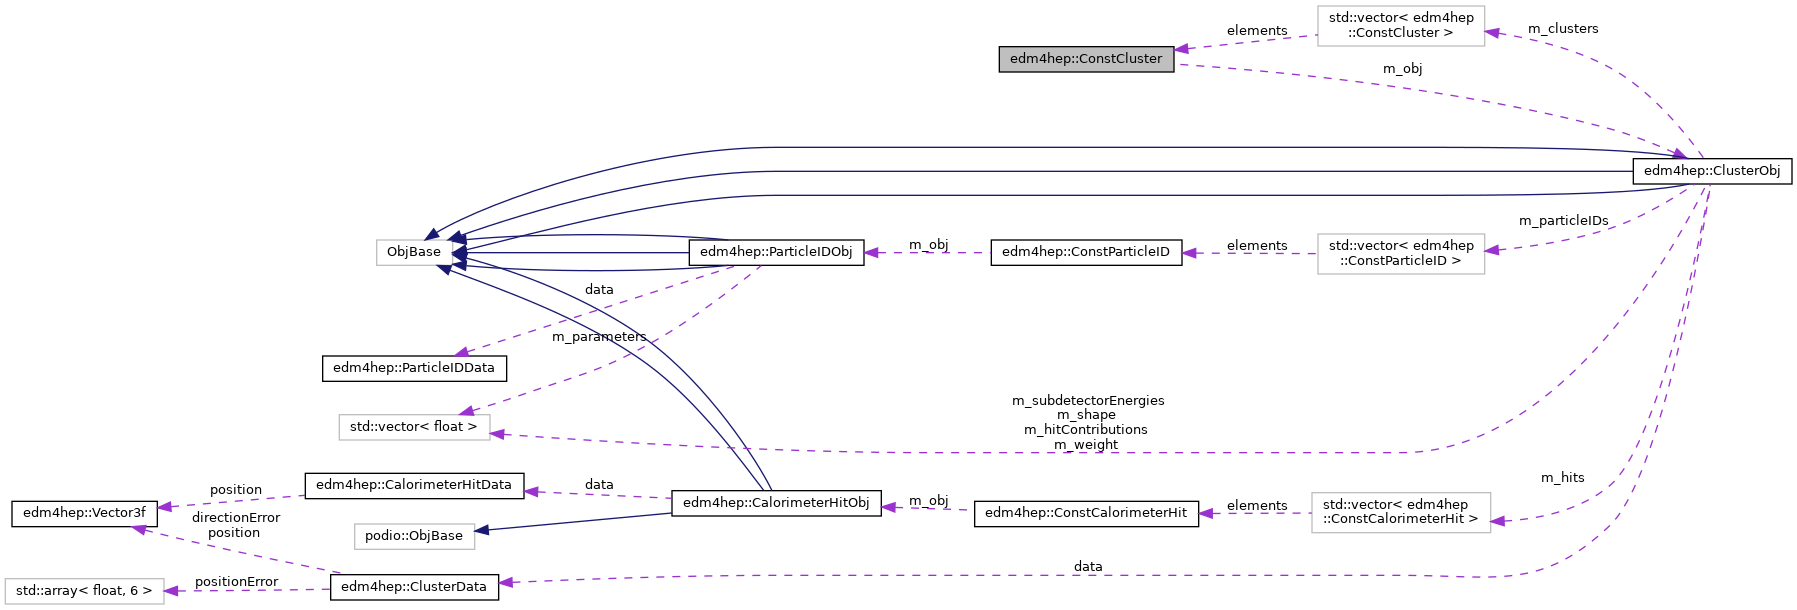 std::vector< edm4hep
::ConstCluster >
elements
m_clusters
edm4hep::ConstCluster
m_obj
edm4hep::ClusterObj
m_particleIDs
ObjBase
edm4hep::ParticleIDObj
m_obj
edm4hep::ConstParticleID
elements
std::vector< edm4hep
::ConstParticleID >
data
m_parameters
edm4hep::ParticleIDData
std::vector< float >
m_subdetectorEnergies
m_shape
m_hitContributions
m_weight
m_hits
edm4hep::CalorimeterHitData
data
position
edm4hep::CalorimeterHitObj
m_obj
edm4hep::ConstCalorimeterHit
elements
std::vector< edm4hep
::ConstCalorimeterHit >
edm4hep::Vector3f
directionError
position
podio::ObjBase
data
std::array< float, 6 >
positionError
edm4hep::ClusterData